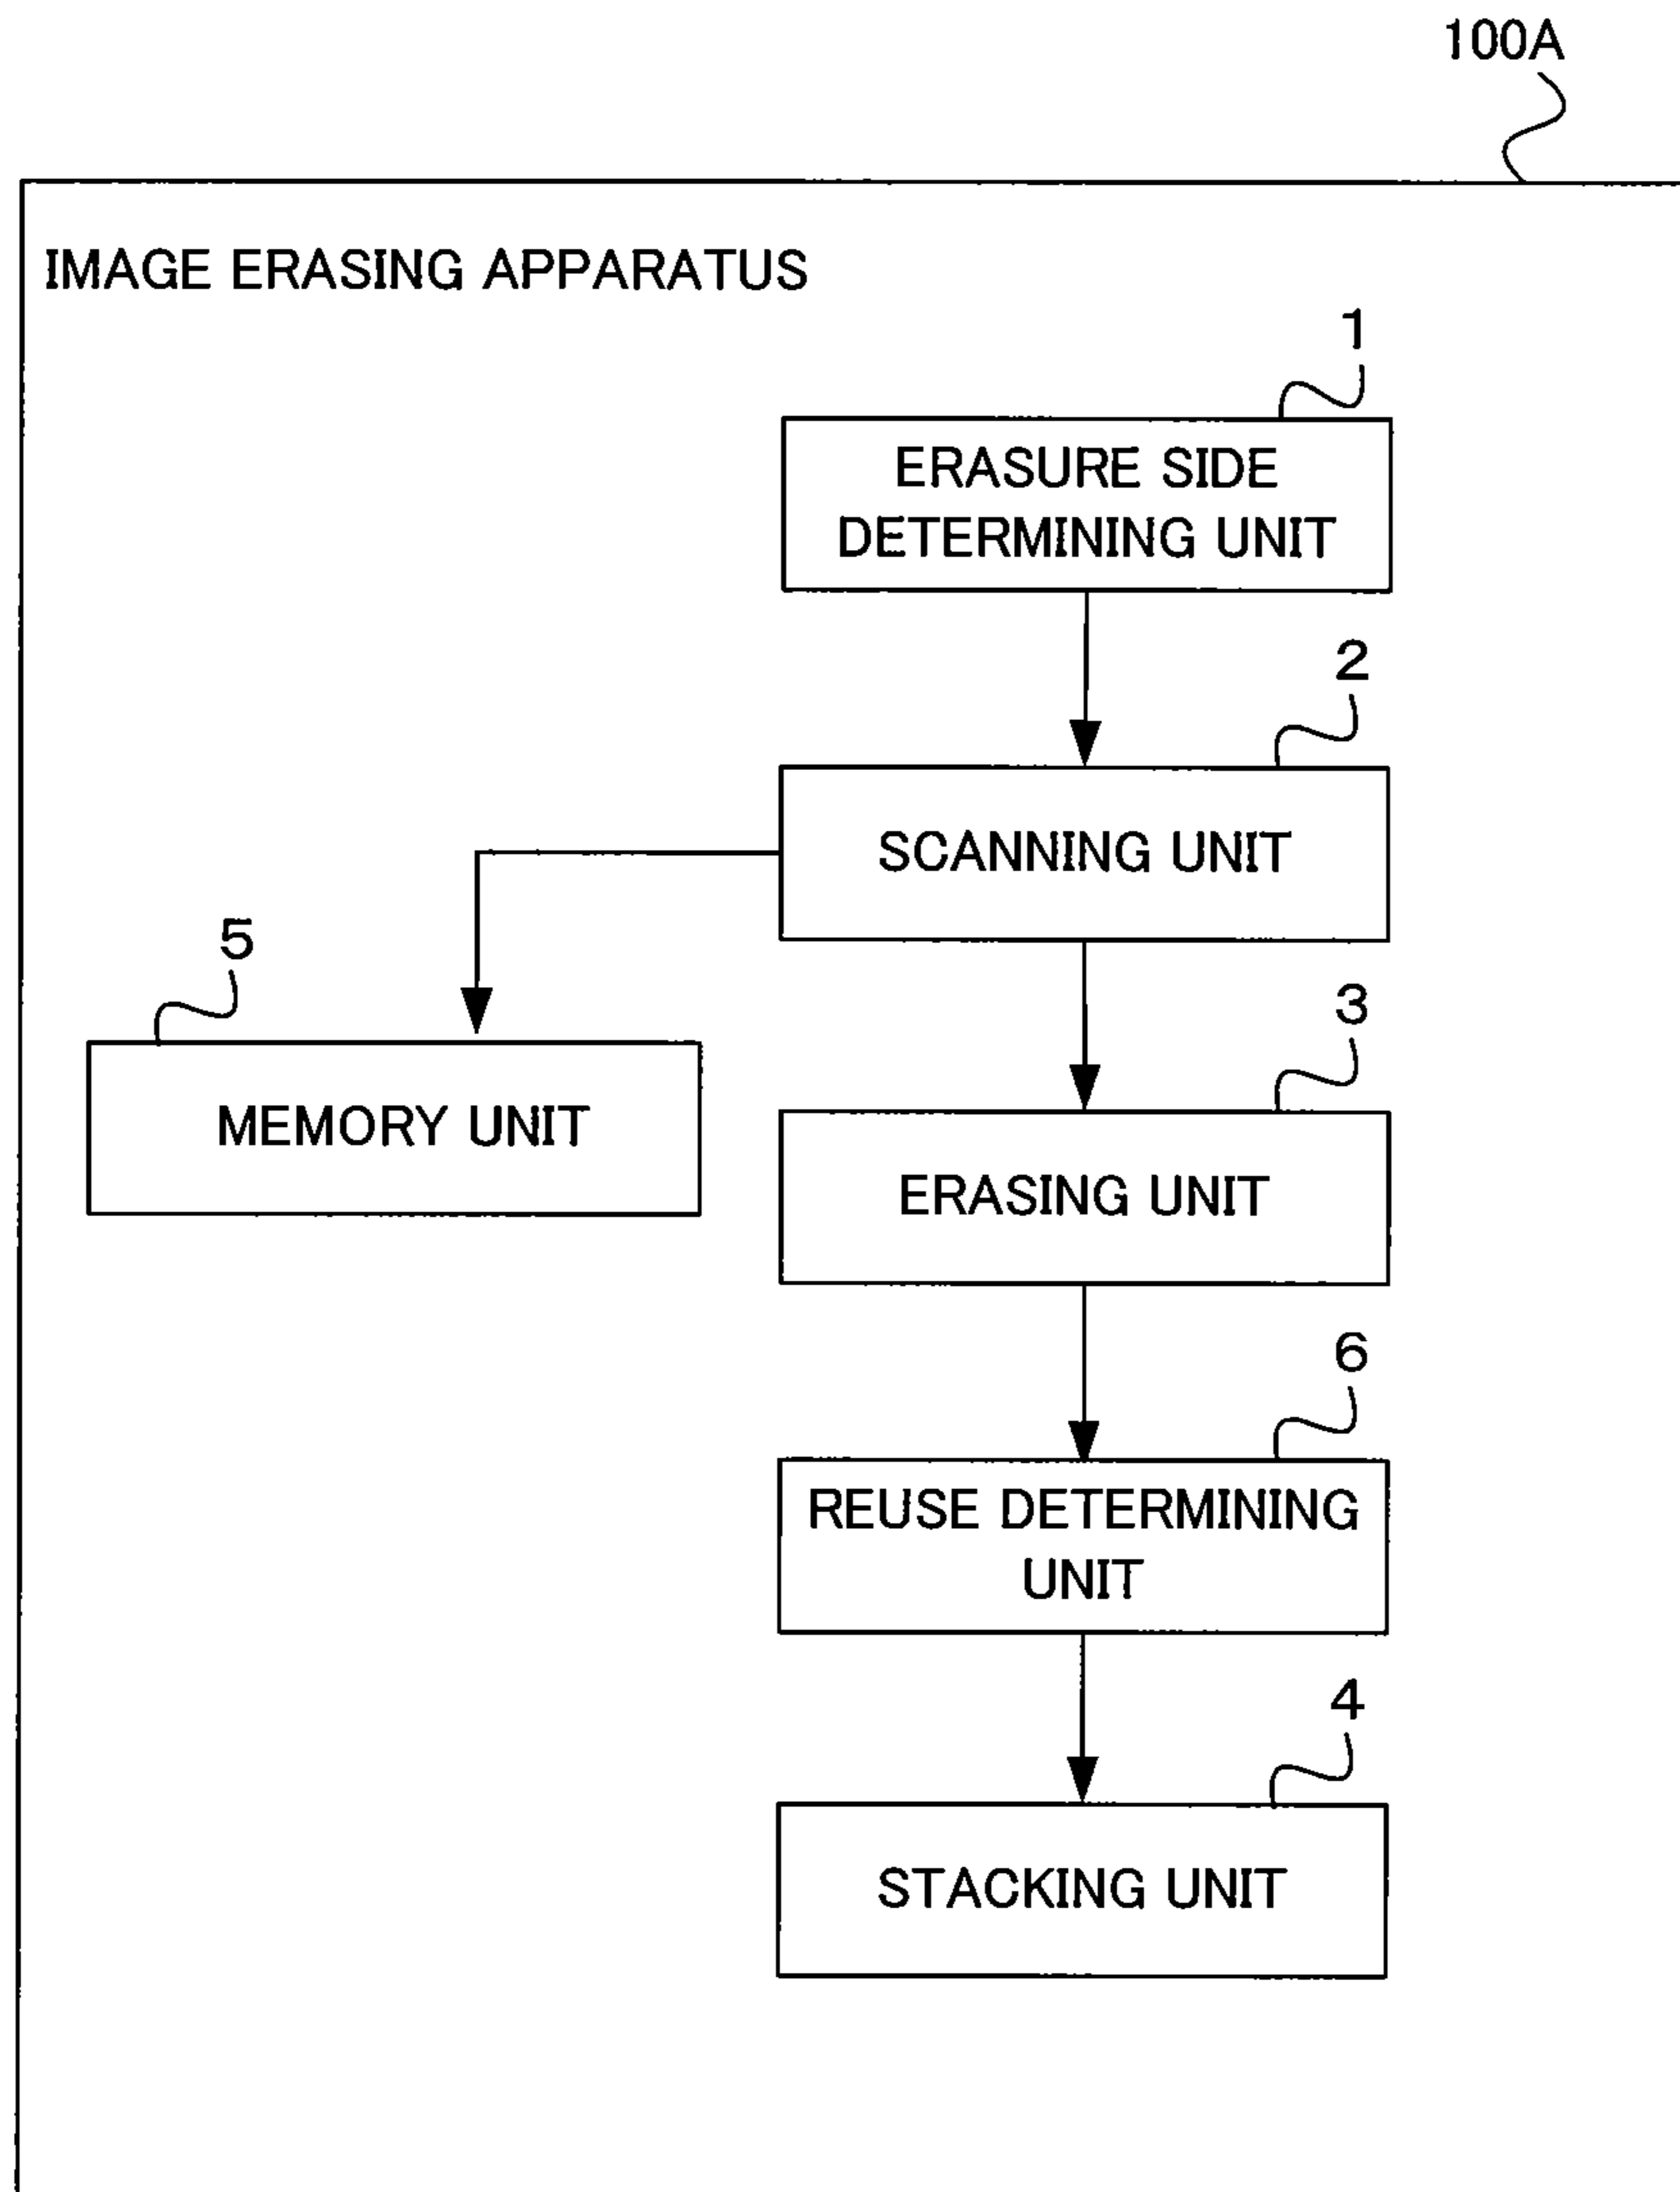 100A
IMAGE ERASING APPARATUS
1
ERASURE SIDE
DETERMINING UNIT
2
SCANNING UNIT
5
MEMORY UNIT
3
ERASING UNIT
6
REUSE DETERMINING
UNIT
4
STACKING UNIT